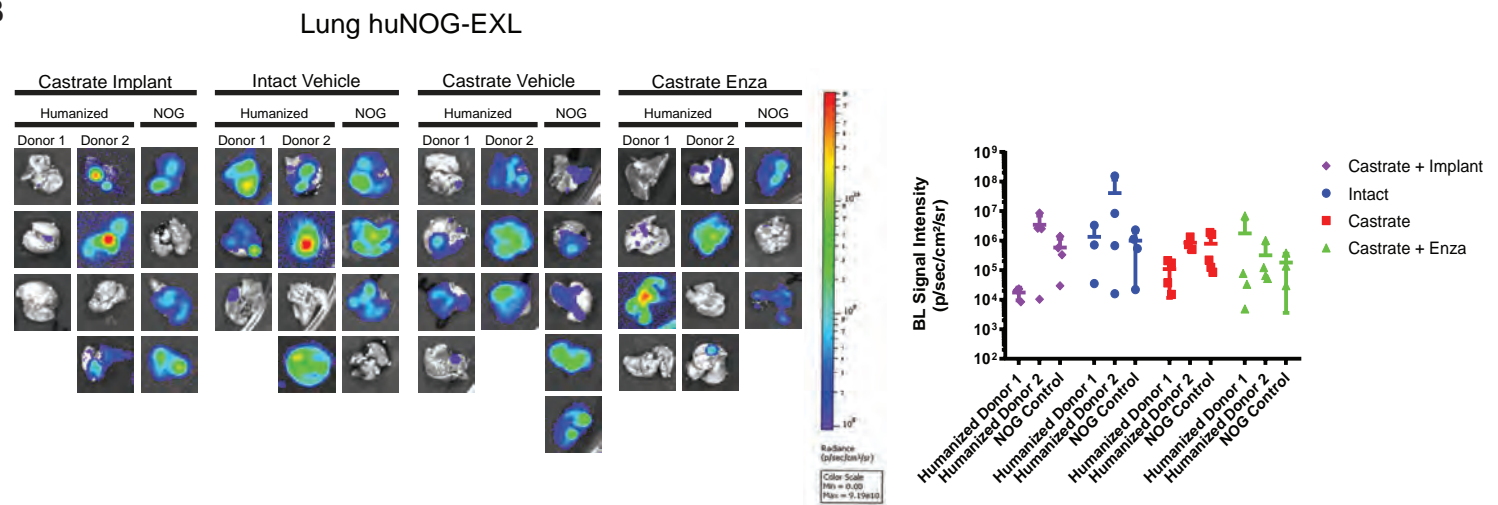 B
Lung huNOG-EXL
Castrate Implant Intact Vehicle Castrate Vehicle Castrate Enza
Humanized NOG Humanized NOG Humanized NOG Humanized NOG
Donor 1 Donor 2 Donor 1 Donor 2 Donor 1 Donor 2 Donor 1 Donor 2
Radiance
(p/sec/cm²/sr)
Color Scale
Min = 0.00
Max = 9.19e10
BL Signal Intensity
(p/sec/cm²/sr)
10⁹
10⁸
10⁷
10⁶
10⁵
10⁴
10³
10²
Humanized Donor 1
Humanized Donor 2
NOG Control
Humanized Donor 1
Humanized Donor 2
NOG Control
Humanized Donor 1
Humanized Donor 2
NOG Control
Humanized Donor 1
Humanized Donor 2
NOG Control
Castrate + Implant
Intact
Castrate
Castrate + Enza